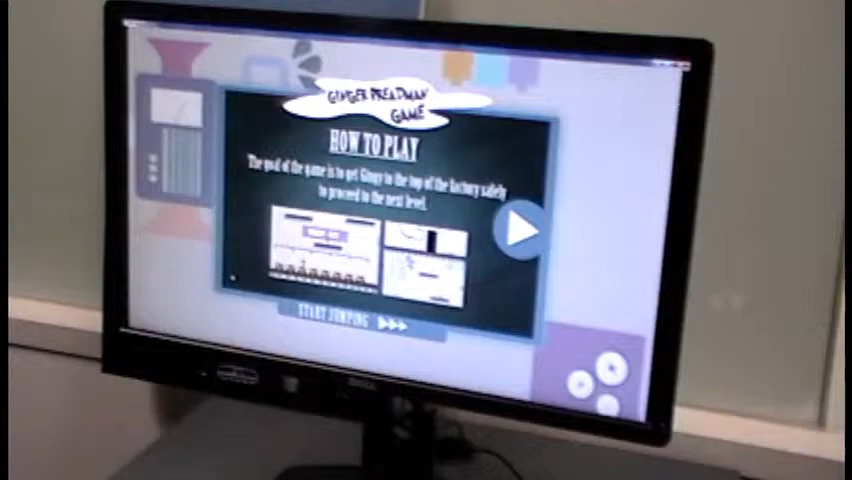 GINGER BREADMAN
GAME
HOW TO PLAY
The goal of the game is to get Gingy to the top of the factory safely
to proceed to the next level.
START JUMPING
DELL